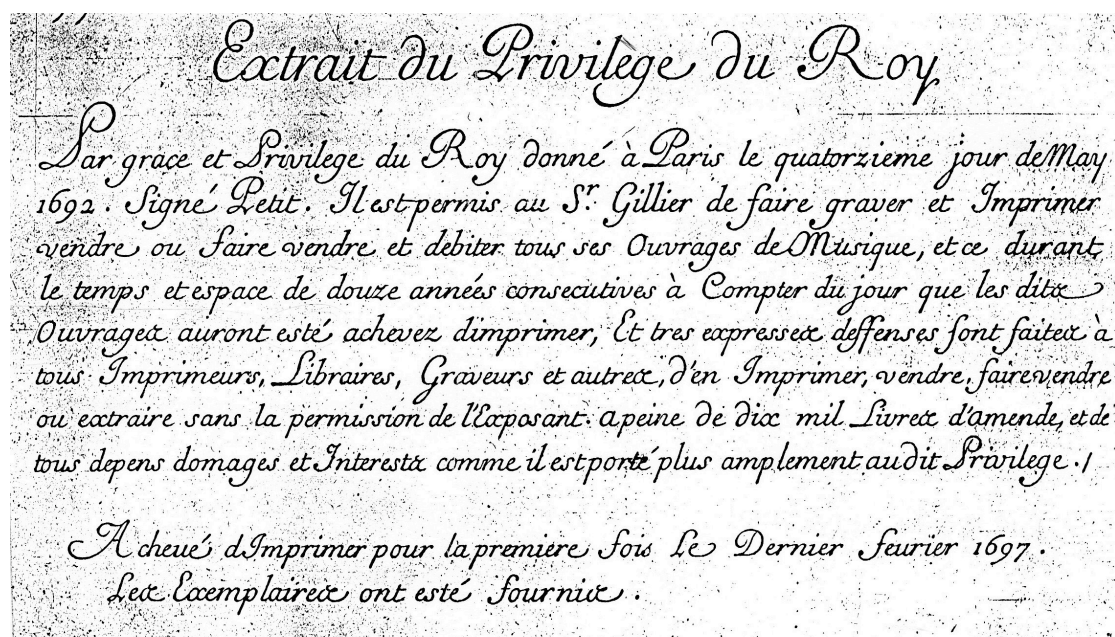 Extrait du Privilège du Roy
Par grace et Privilege du Roy donné à Paris le quatorzieme jour de May
1692. Signé Petit. Il est permis au Sr. Gillier de faire graver et Imprimer
vendre ou faire vendre et debiter tous ses Ouvrages de Musique, et ce durant
le temps et espace de douze années consecutives à Compter du jour que les dits
Ouvrages auront esté achevez dimprimer, Et tres expresses deffenses sont faites à
tous Imprimeurs, Libraires, Graveurs et autres, d'en Imprimer, vendre, faire vendre
ou extraire sans la permission de l'Exposant. a peine de dix mil Livres d'amende, et de
tous depens domages et Interests comme il est porté plus amplement audit Privilege./
Acheué d'Imprimer pour la premiere fois Le Dernier feurier 1697.
Les Exemplaires ont esté fournis.